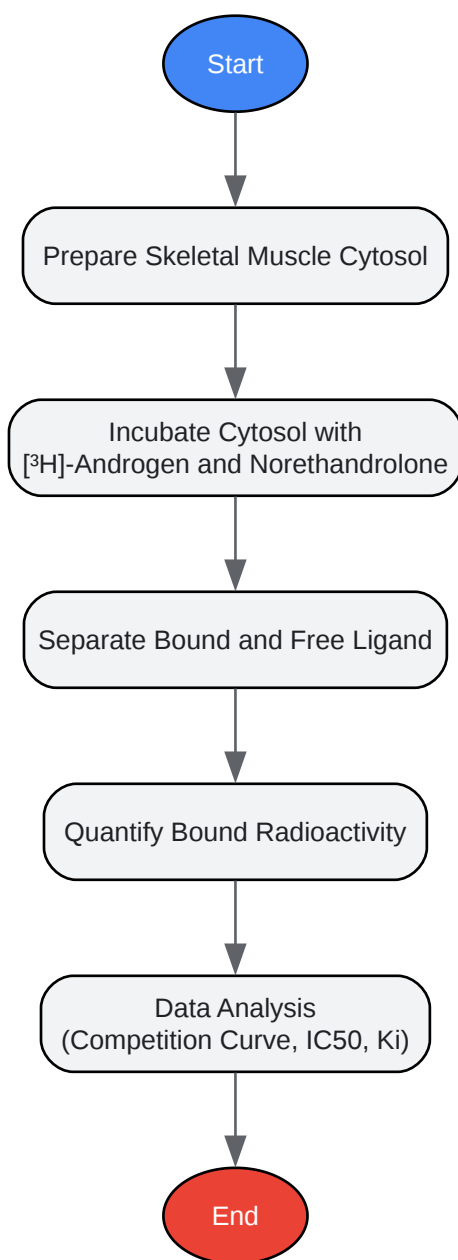 Start
Prepare Skeletal Muscle Cytosol
Incubate Cytosol with
[³H]-Androgen and Norethandrolone
Separate Bound and Free Ligand
Quantify Bound Radioactivity
Data Analysis
(Competition Curve, IC50, Ki)
End